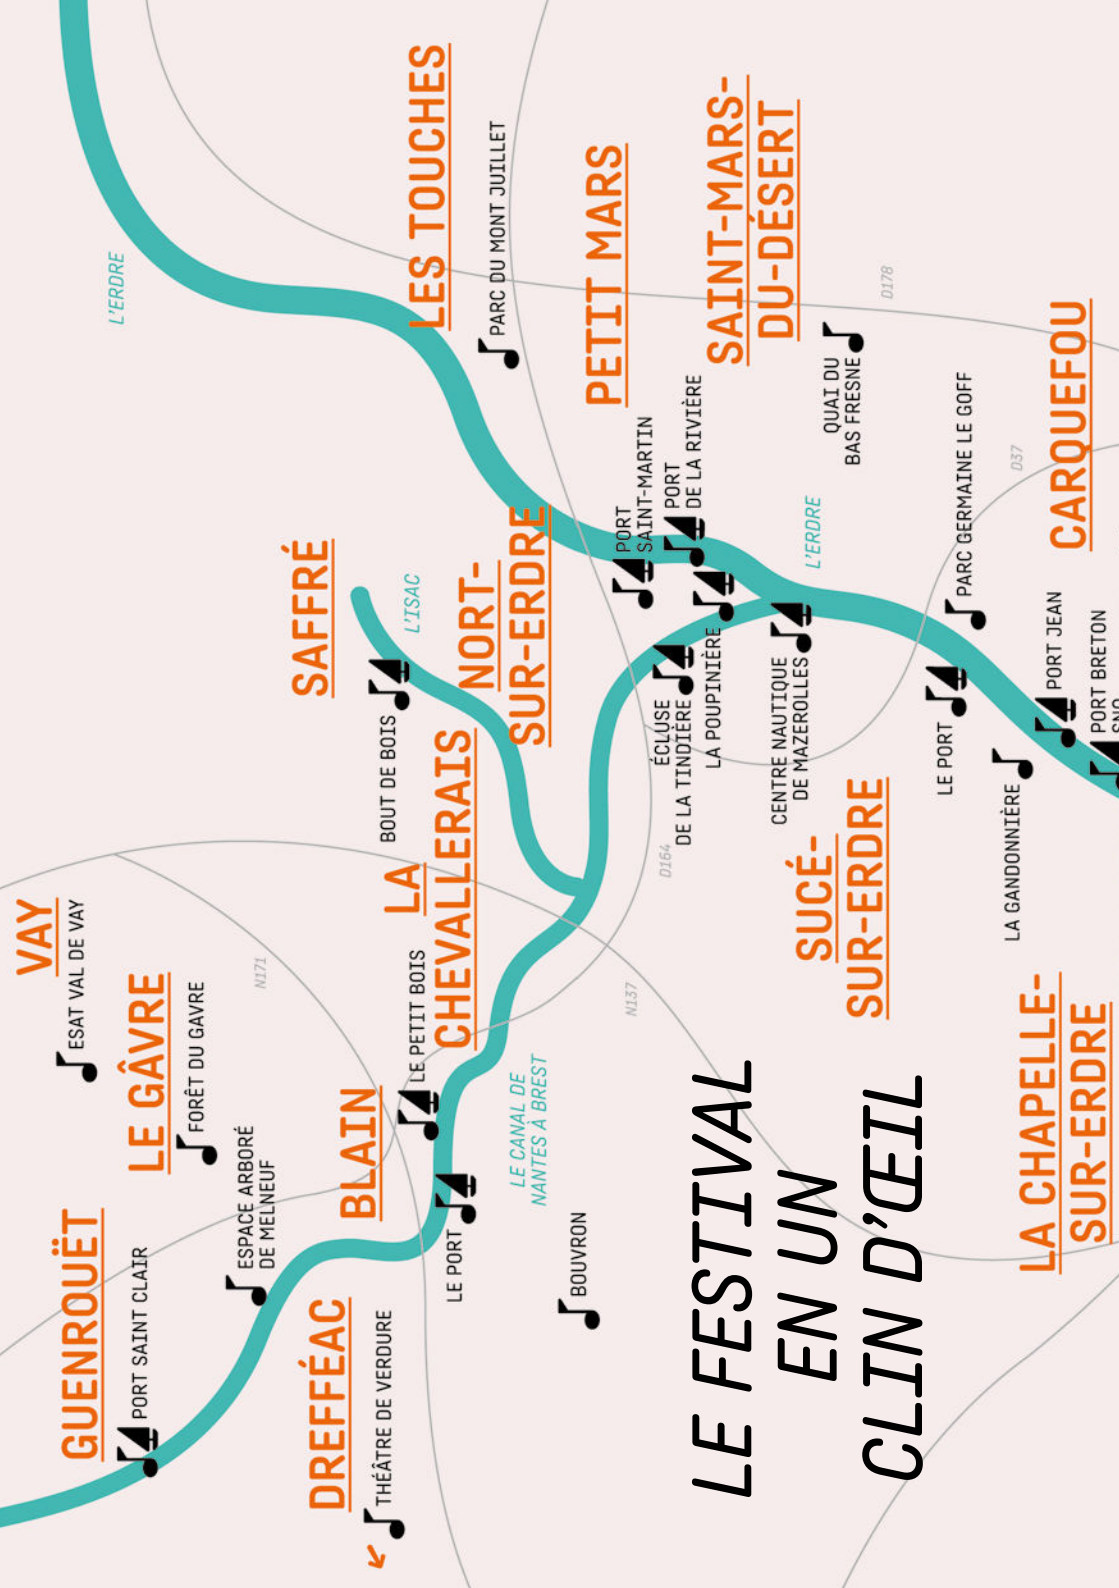 GUENROUËT
PORT SAINT CLAIR
VAY
ESAT VAL DE VAY
L'ERDRE
LE GÂVRE
FORÊT DU GAVRE
ESPACE ARBORÉ
DE MELNEUF
N171
DREFFÉAC
THÉÂTRE DE VERDURE
BLAIN
LE PETIT BOIS
LE PORT
SAFFRÉ
BOUT DE BOIS
L'ISAC
LA
CHEVALLERAIS
NORT-
SUR-ERDRE
LES TOUCHES
PARC DU MONT JUILLET
LE CANAL DE
NANTES À BREST
BOUVRON
PETIT MARS
PORT
SAINT-MARTIN
PORT
DE LA RIVIÈRE
N137
D164
ÉCLUSE
DE LA TINDIÈRE
LA POUPINIÈRE
SAINT-MARS-
DU-DÉSERT
QUAI DU
BAS FRESNE
D178
CENTRE NAUTIQUE
DE MAZEROLLES
L'ERDRE
LE FESTIVAL
EN UN
CLIN D'ŒIL
SUCÉ-
SUR-ERDRE
LE PORT
PARC GERMAINE LE GOFF
D37
LA GANDONNIÈRE
PORT JEAN
CARQUEFOU
LA CHAPELLE-
SUR-ERDRE
PORT BRETON